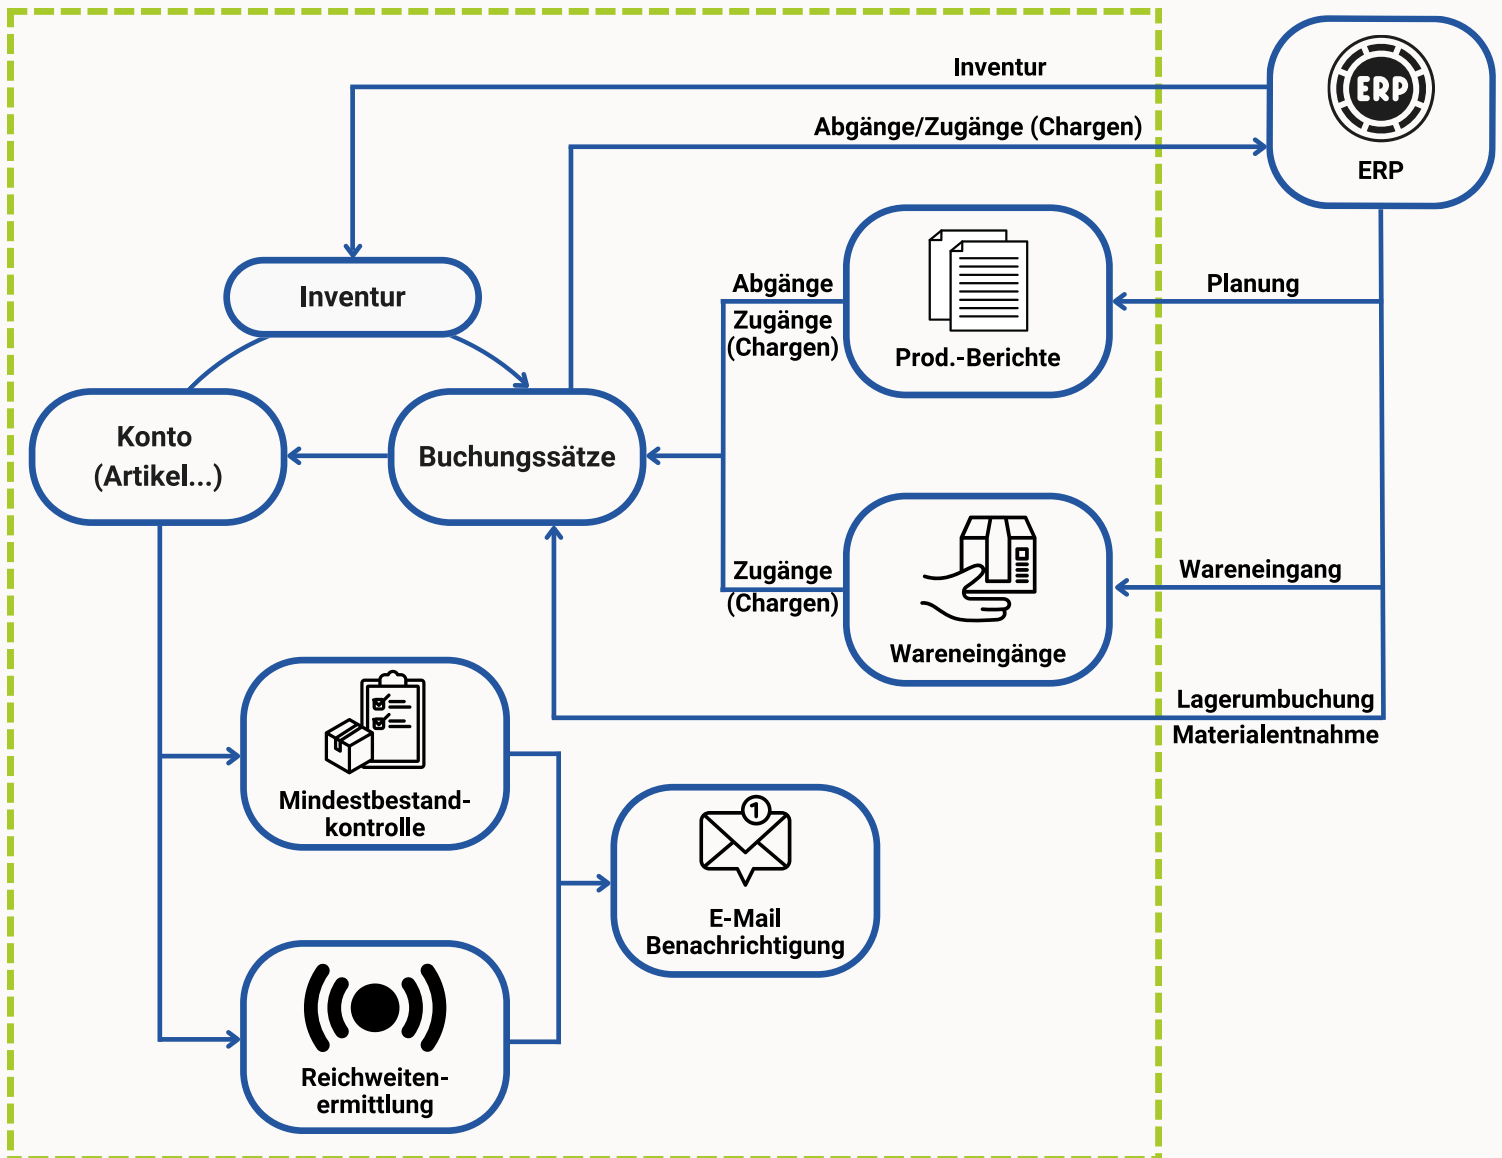 Inventur
ERP
Abgänge/Zugänge (Chargen)
ERP
Abgänge
Zugänge
(Chargen)
Prod.-Berichte
Planung
Inventur
Konto
(Artikel...)
Buchungssätze
Zugänge
(Chargen)
Wareneingänge
Wareneingang
Lagerumbuchung
Materialentnahme
Mindestbestand-
kontrolle
1
E-Mail
Benachrichtigung
Reichweiten-
ermittlung